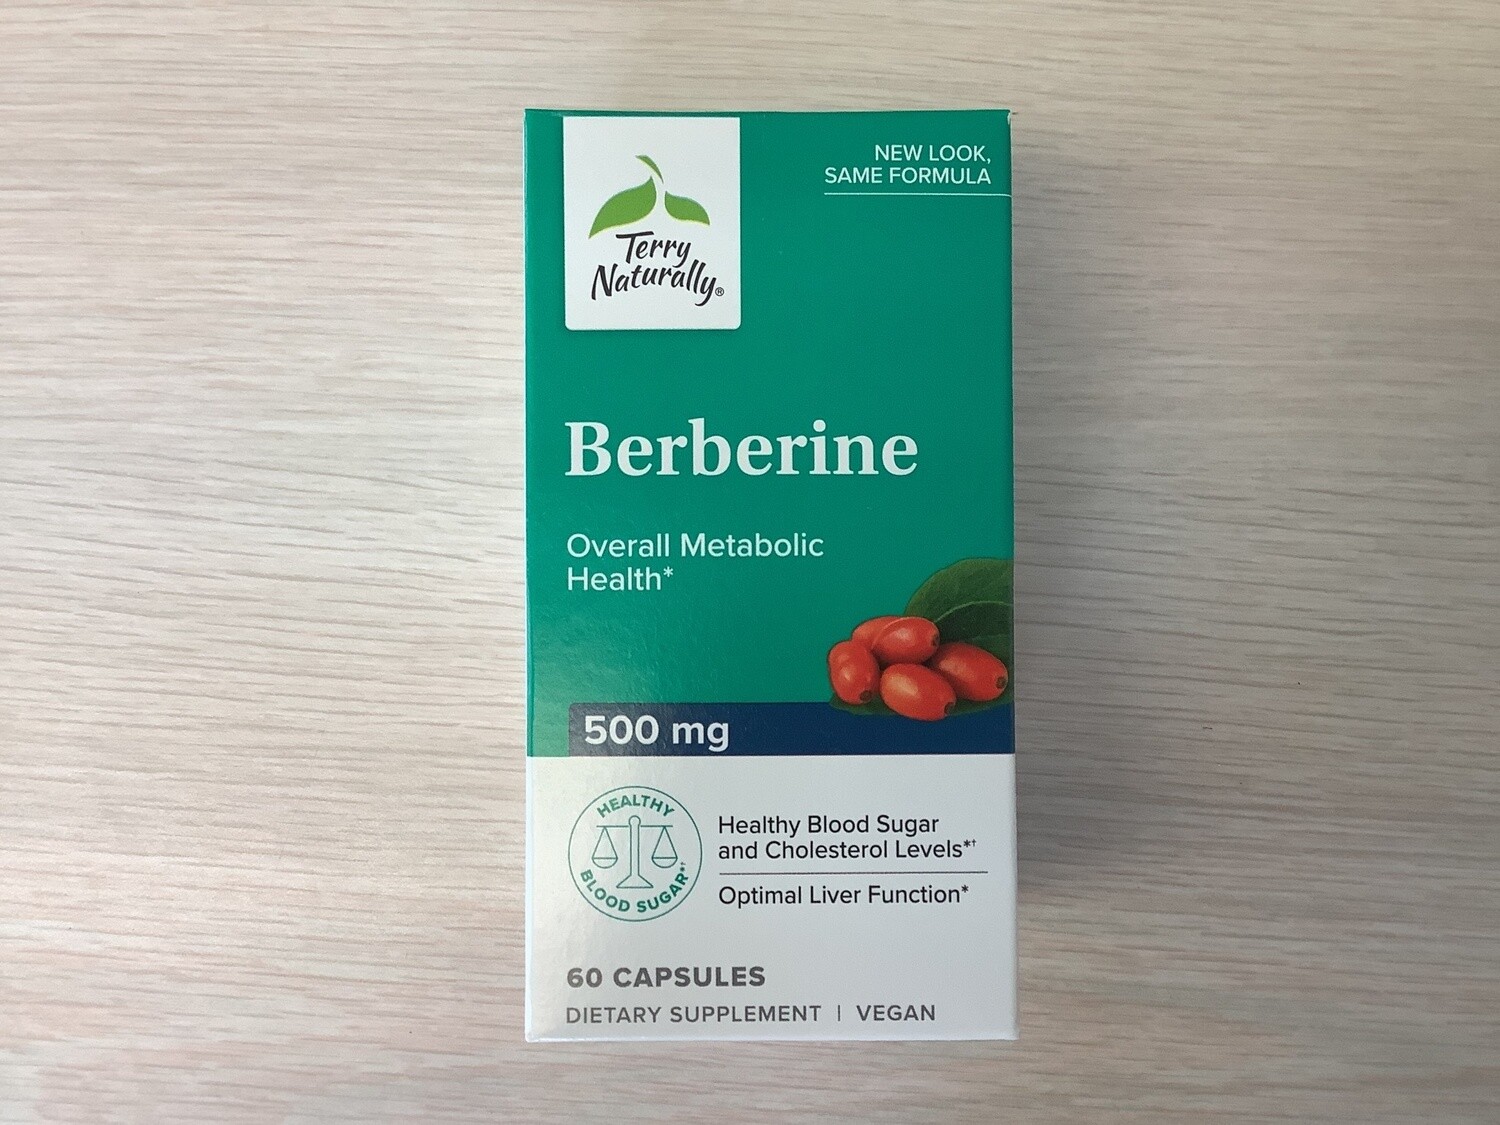 NEW LOOK,
SAME FORMULA
Terry
Naturally®
Berberine
Overall Metabolic
Health*
500 mg
HEALTHY
BLOOD SUGAR*†
Healthy Blood Sugar
and Cholesterol Levels*†
Optimal Liver Function*
60 CAPSULES
DIETARY SUPPLEMENT | VEGAN